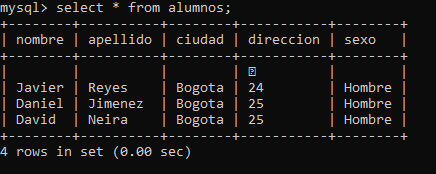 mysql> select * from alumnos;
+--------+----------+--------+-----------+--------+
| nombre | apellido | ciudad | direccion | sexo   |
+--------+----------+--------+-----------+--------+
|        |          |        |           |        |
| Javier | Reyes    | Bogota | 24        | Hombre |
| Daniel | Jimenez  | Bogota | 25        | Hombre |
| David  | Neira    | Bogota | 25        | Hombre |
+--------+----------+--------+-----------+--------+
4 rows in set (0.00 sec)